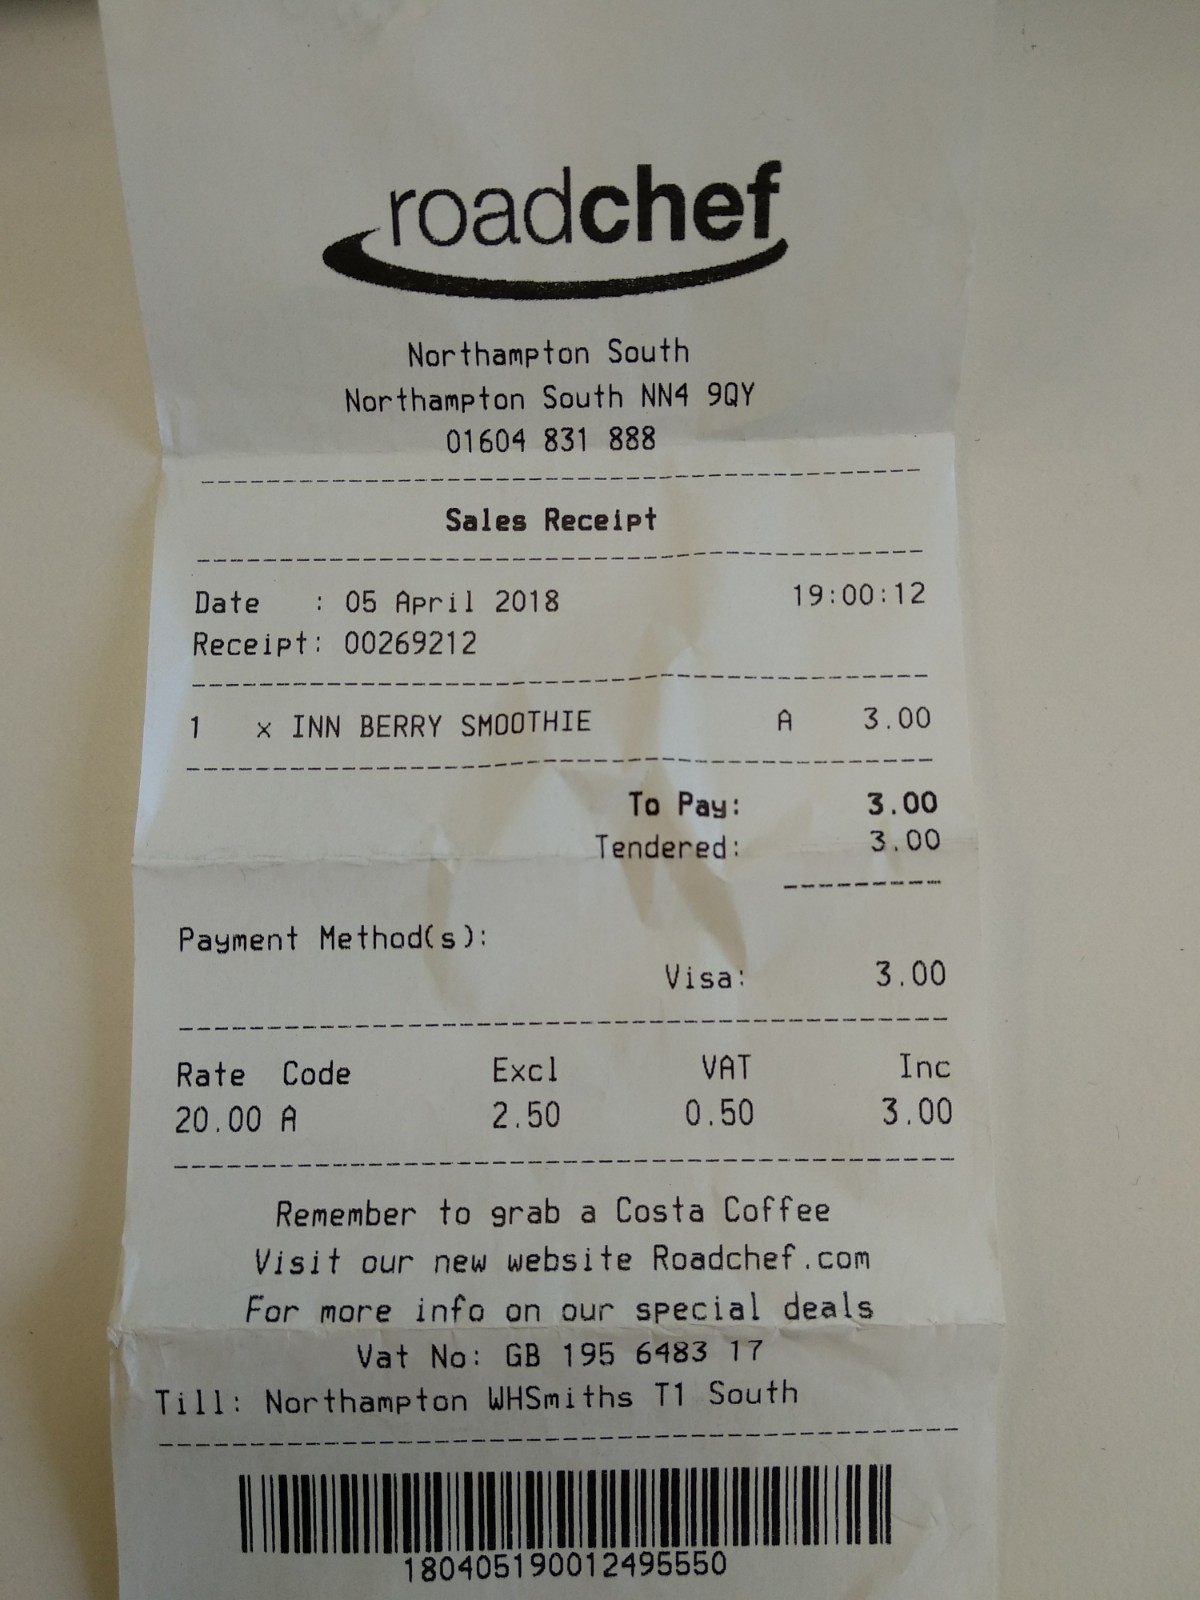 roadchef
Northampton South
Northampton South NN4 9QY
01604 831 888
Sales Receipt
Date : 05 April 2018 19:00:12
Receipt: 00269212
1 x INN BERRY SMOOTHIE A 3.00
To Pay: 3.00
Tendered: 3.00
Payment Method(s):
Visa: 3.00
Rate Code Excl VAT Inc
20.00 A 2.50 0.50 3.00
Remember to grab a Costa Coffee
Visit our new website Roadchef.com
For more info on our special deals
Vat No: GB 195 6483 17
Till: Northampton WHSmiths T1 South
180405190012495550